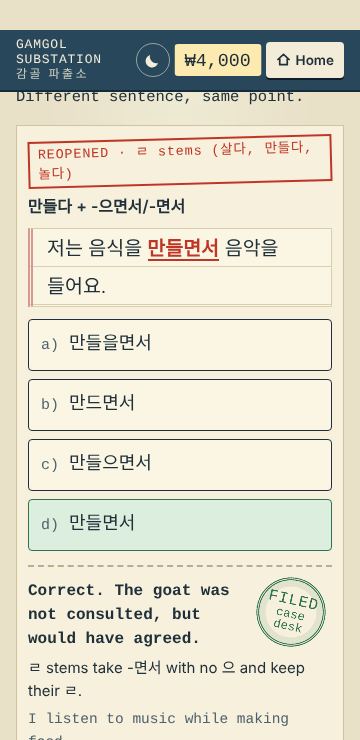 GAMGOL
SUBSTATION
감골 파출소
₩4,000
Home
Different sentence, same point.
REOPENED · ㄹ stems (살다, 만들다,
놀다)
만들다 + -으면서/-면서
저는 음식을 만들면서 음악을
들어요.
a) 만들을면서
b) 만드면서
c) 만들으면서
d) 만들면서
Correct. The goat was
not consulted, but
would have agreed.
FILED
case
desk
ㄹ stems take -면서 with no 으 and keep
their ㄹ.
I listen to music while making
food.